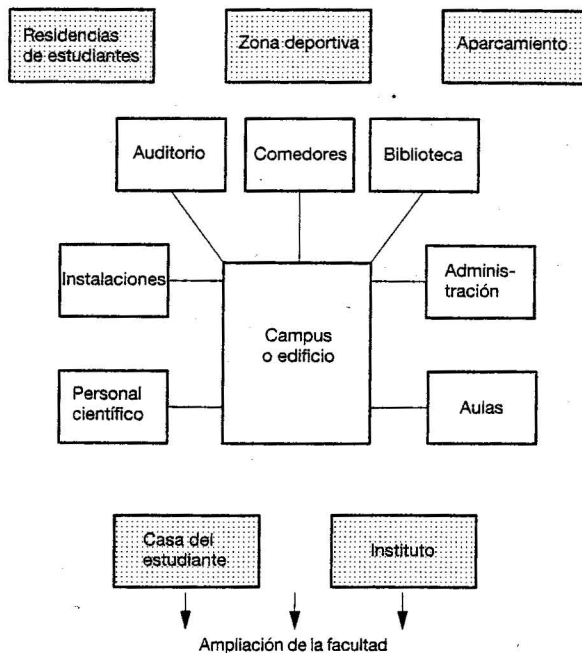 Residencias
de estudiantes
Zona deportiva
Aparcamiento
Auditorio
Comedores
Biblioteca
Instalaciones
Adminis-
tración
Campus
o edificio
Personal
científico
Aulas
Casa del
estudiante
Instituto
Ampliación de la facultad